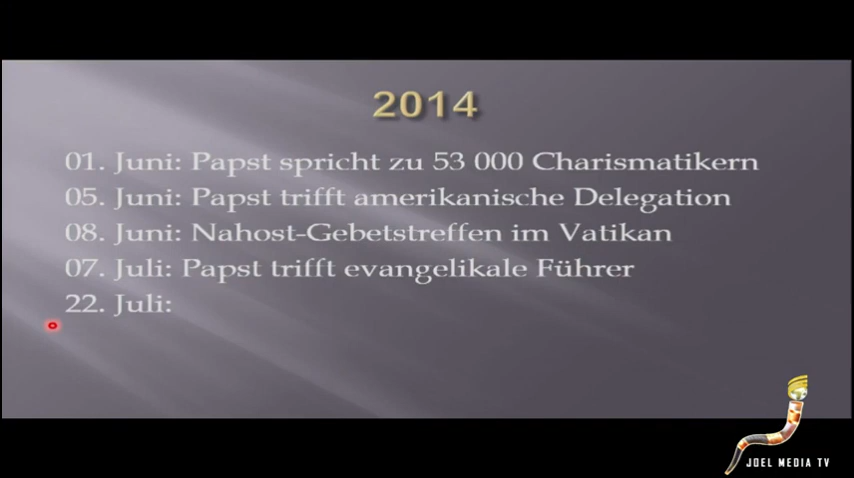 2014
01. Juni: Papst spricht zu 53 000 Charismatikern
05. Juni: Papst trifft amerikanische Delegation
08. Juni: Nahost-Gebetstreffen im Vatikan
07. Juli: Papst trifft evangelikale Führer
22. Juli:
JOEL MEDIA TV